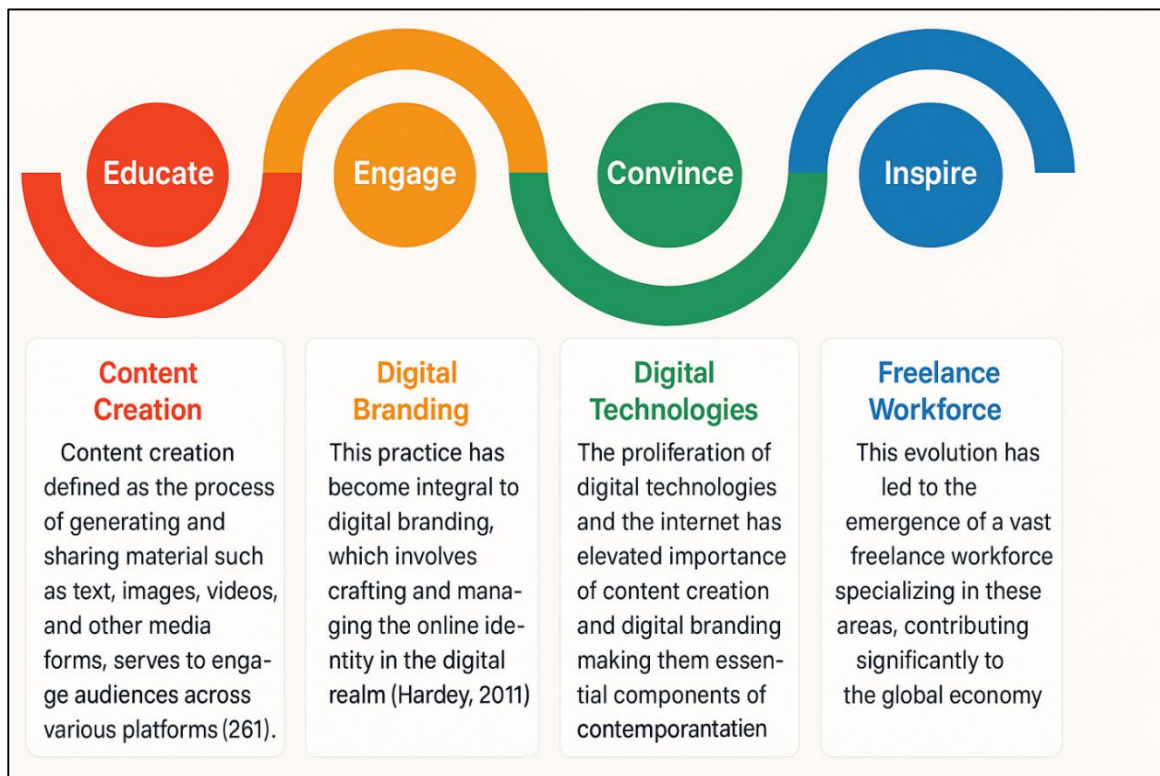 Educate
Engage
Convince
Inspire
Content
Creation
Content creation
defined as the process
of generating and
sharing material such
as text, images, videos,
and other media
forms, serves to enga-
ge audiences across
various platforms (261).
Digital
Branding
This practice has
become integral to
digital branding,
which involves
crafting and mana-
ging the online ide-
ntity in the digital
realm (Hardey, 2011)
Digital
Technologies
The proliferation of
digital technologies
and the internet has
elevated importance
of content creation
and digital branding
making them essen-
tial components of
contemporantatien
Freelance
Workforce
This evolution has
led to the
emergence of a vast
freelance workforce
specializing in these
areas, contributing
significantly to
the global economy